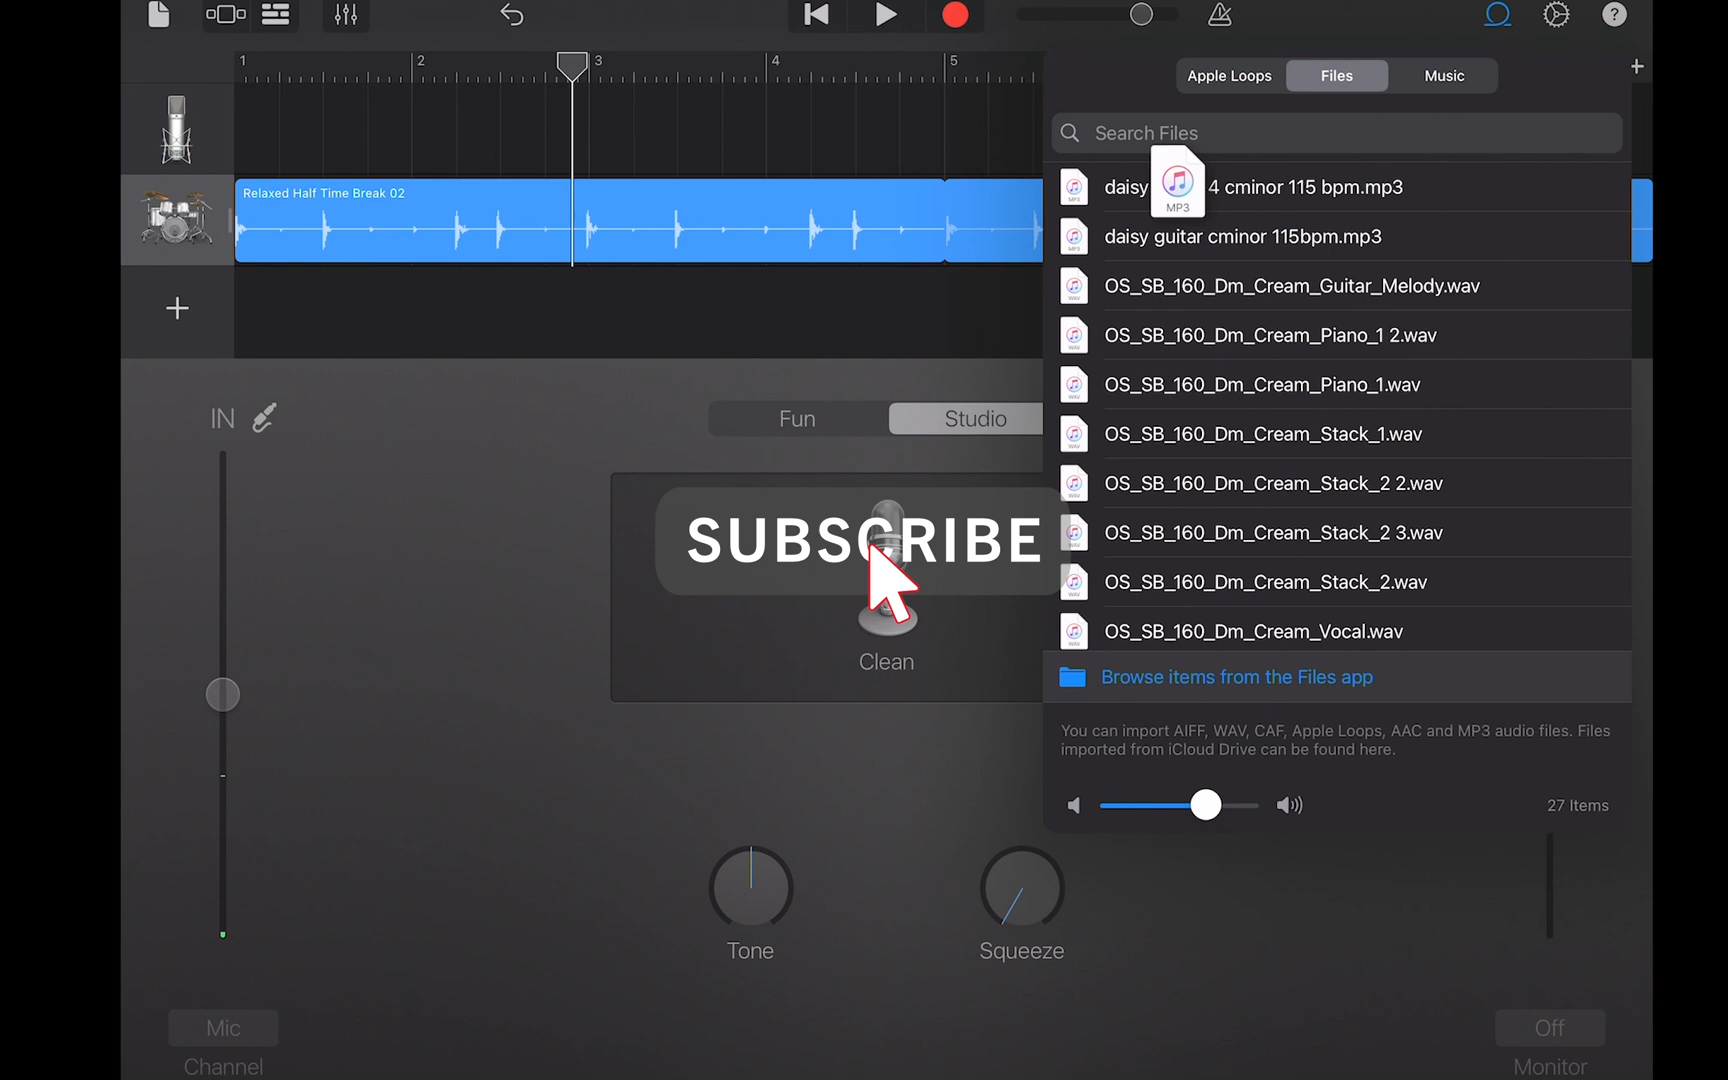 1 2 3 4 5
Apple Loops Files Music
Search Files
Relaxed Half Time Break 02
daisy 4 cminor 115 bpm.mp3
MP3
daisy guitar cminor 115bpm.mp3
OS_SB_160_Dm_Cream_Guitar_Melody.wav
OS_SB_160_Dm_Cream_Piano_1 2.wav
OS_SB_160_Dm_Cream_Piano_1.wav
OS_SB_160_Dm_Cream_Stack_1.wav
OS_SB_160_Dm_Cream_Stack_2 2.wav
OS_SB_160_Dm_Cream_Stack_2 3.wav
OS_SB_160_Dm_Cream_Stack_2.wav
OS_SB_160_Dm_Cream_Vocal.wav
Browse items from the Files app
You can import AIFF, WAV, CAF, Apple Loops, AAC and MP3 audio files. Files
imported from iCloud Drive can be found here.
27 Items
IN
Fun Studio
SUBSCRIBE
Clean
Tone Squeeze
Mic Off
Channel Monitor